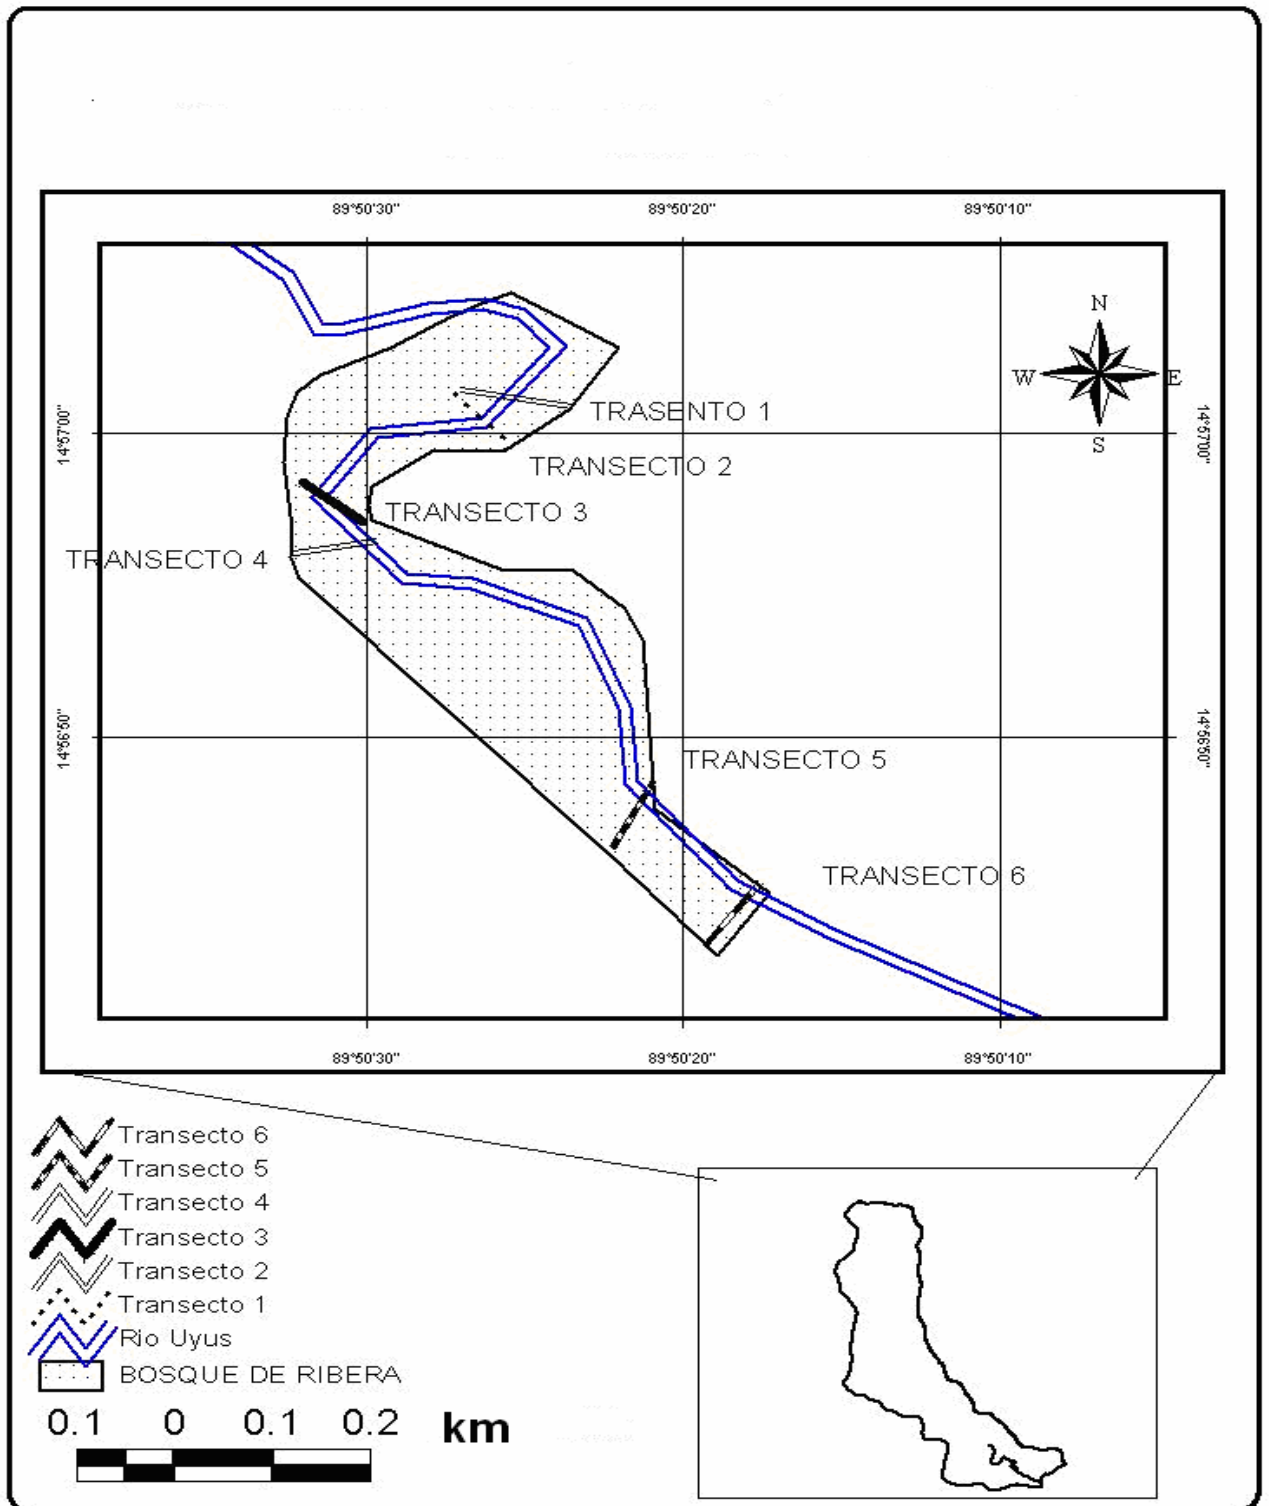 89°50'30" 89°50'20" 89°50'10"
N
W E
S
TRASENTO 1
14°57'00" 14°57'00"
TRANSECTO 2
TRANSECTO 3
TRANSECTO 4
14°56'50" 14°56'50"
TRANSECTO 5
TRANSECTO 6
89°50'30" 89°50'20" 89°50'10"
Transecto 6
Transecto 5
Transecto 4
Transecto 3
Transecto 2
Transecto 1
Rio Uyus
BOSQUE DE RIBERA
0.1 0 0.1 0.2 km